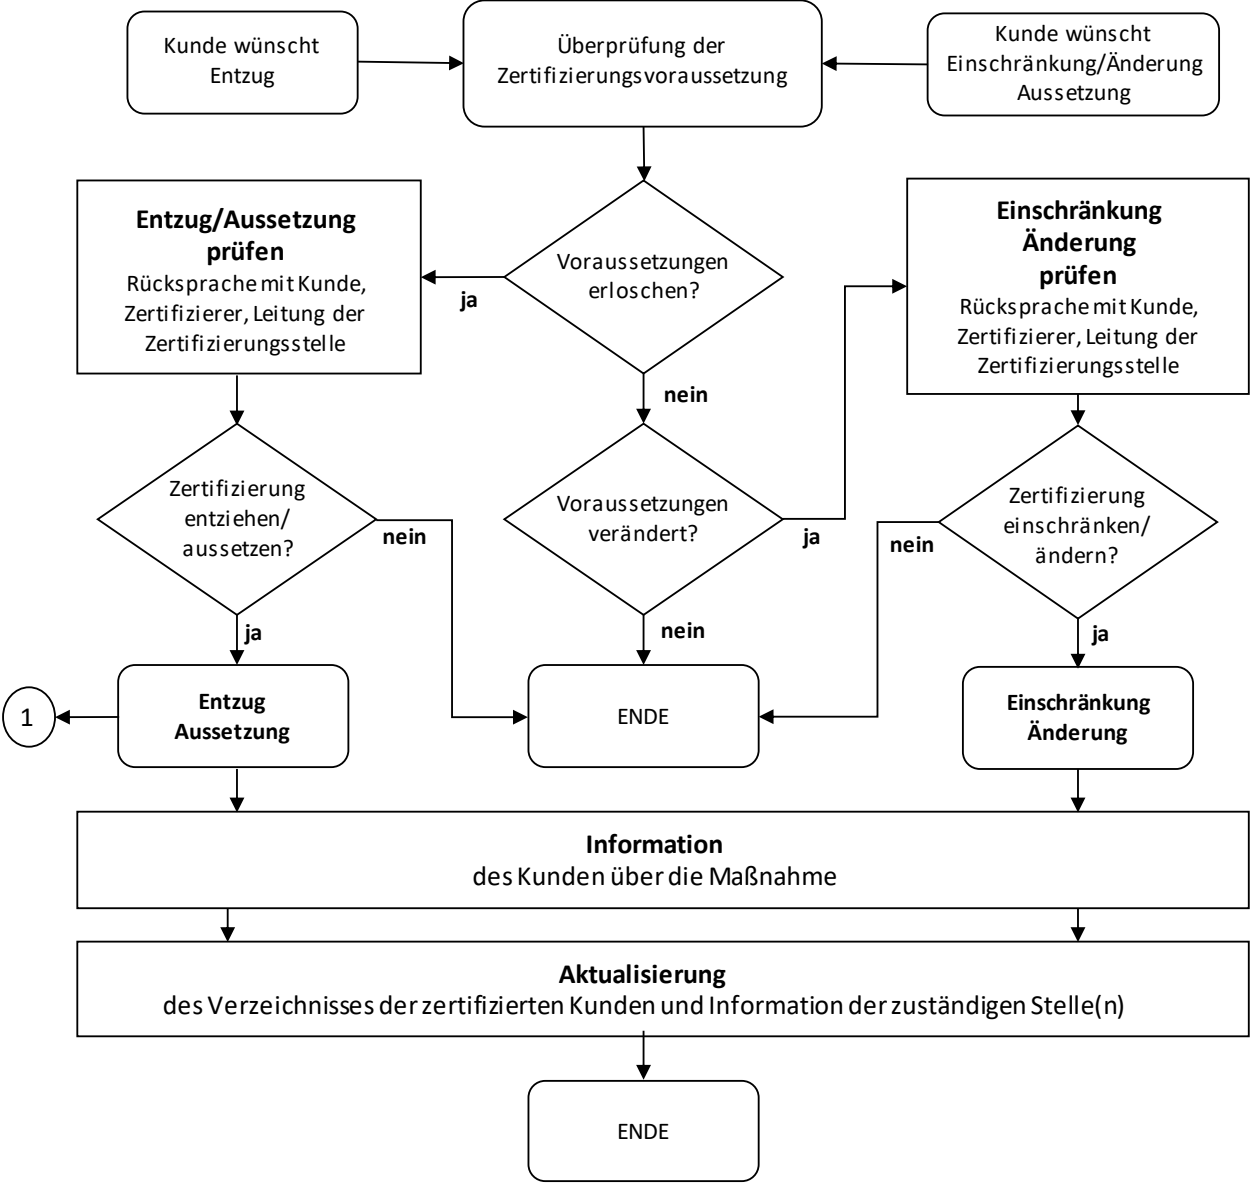 Kunde wünscht
Entzug
Überprüfung der
Zertifizierungsvoraussetzung
Kunde wünscht
Einschränkung/Änderung
Aussetzung
Entzug/Aussetzung
prüfen
Rücksprache mit Kunde,
Zertifizierer, Leitung der
Zertifizierungsstelle
ja
Voraussetzungen
erloschen?
nein
Einschränkung
Änderung
prüfen
Rücksprache mit Kunde,
Zertifizierer, Leitung der
Zertifizierungsstelle
Zertifizierung
entziehen/
aussetzen?
nein
ja
Voraussetzungen
verändert?
ja
nein
Zertifizierung
einschränken/
ändern?
nein
ja
1
Entzug
Aussetzung
ENDE
Einschränkung
Änderung
Information
des Kunden über die Maßnahme
Aktualisierung
des Verzeichnisses der zertifizierten Kunden und Information der zuständigen Stelle(n)
ENDE